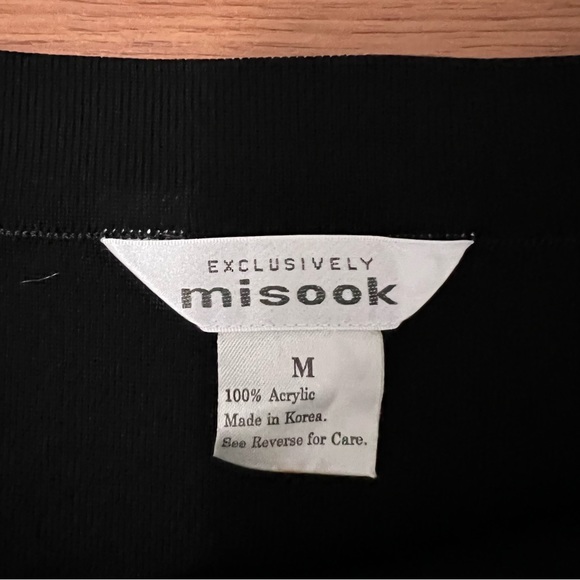 EXCLUSIVELY
misook
M
100% Acrylic
Made in Korea.
See Reverse for Care.